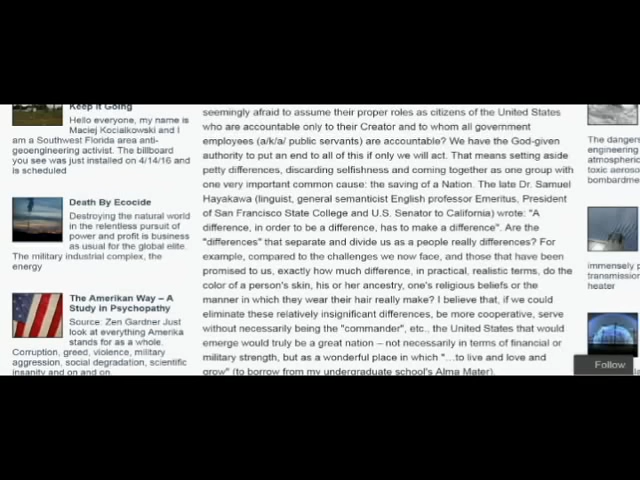 Keep it Going
Hello everyone, my name is
Maciej Kocialkowski and I
am a Southwest Florida area anti-
geoengineering activist. The billboard
you see was just installed on 4/14/16 and
is scheduled
Death By Ecocide
Destroying the natural world
in the relentless pursuit of
power and profit is business
as usual for the global elite.
The military industrial complex, the
energy
The Amerikan Way – A
Study in Psychopathy
Source: Zen Gardner Just
look at everything Amerika
stands for as a whole.
Corruption, greed, violence, military
aggression, social degradation, scientific
insanity and on and on.
seemingly afraid to assume their proper roles as citizens of the United States
who are accountable only to their Creator and to whom all government
employees (a/k/a/ public servants) are accountable? We have the God-given
authority to put an end to all of this if only we will act. That means setting aside
petty differences, discarding selfishness and coming together as one group with
one very important common cause: the saving of a Nation. The late Dr. Samuel
Hayakawa (linguist, general semanticist English professor Emeritus, President
of San Francisco State College and U.S. Senator to California) wrote: "A
difference, in order to be a difference, has to make a difference". Are the
"differences" that separate and divide us as a people really differences? For
example, compared to the challenges we now face, and those that have been
promised to us, exactly how much difference, in practical, realistic terms, do the
color of a person's skin, his or her ancestry, one's religious beliefs or the
manner in which they wear their hair really make? I believe that, if we could
eliminate these relatively insignificant differences, be more cooperative, serve
without necessarily being the "commander", etc., the United States that would
emerge would truly be a great nation – not necessarily in terms of financial or
military strength, but as a wonderful place in which "…to live and love and
grow" (to borrow from my undergraduate school's Alma Mater).
The dangers
engineering
atmospheric
toxic aeroso
bombardme
immensely p
transmission
heater
Follow